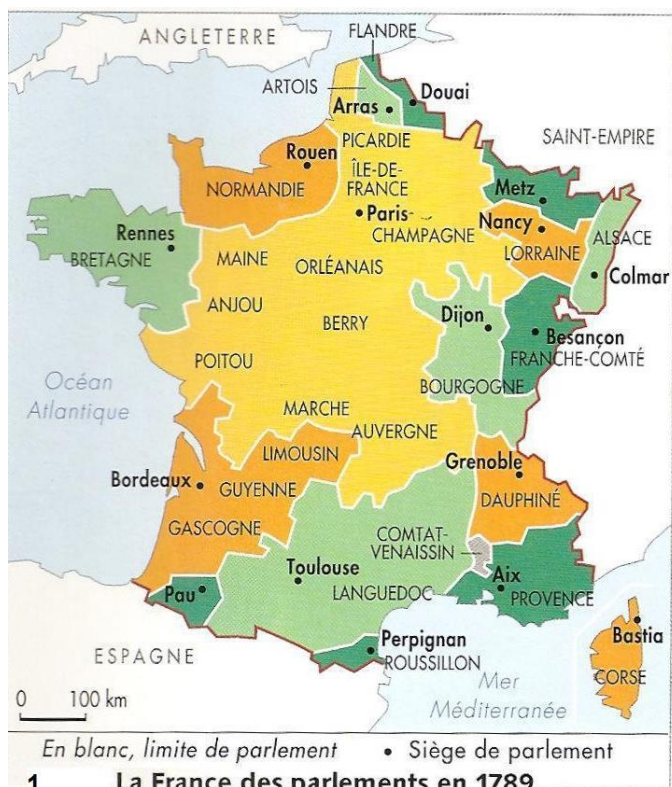 ANGLETERRE
FLANDRE
ARTOIS
Douai
Arras
SAINT-EMPIRE
PICARDIE
Rouen
ÎLE-DE-
FRANCE
NORMANDIE
Metz
Paris
CHAMPAGNE
Nancy
ALSACE
Rennes
LORRAINE
BRETAGNE
MAINE
ORLÉANAIS
Colmar
ANJOU
BERRY
Dijon
Besançon
FRANCHE-COMTÉ
POITOU
Océan
Atlantique
BOURGOGNE
MARCHE
AUVERGNE
LIMOUSIN
Grenoble
Bordeaux
GUYENNE
DAUPHINÉ
GASCOGNE
COMTAT-
VENAISSIN
Toulouse
Aix
Pau
LANGUEDOC
PROVENCE
Perpignan
Bastia
ESPAGNE
ROUSSILLON
CORSE
Mer
Méditerranée
0 100 km
En blanc, limite de parlement • Siège de parlement
1 La France des parlements en 1789